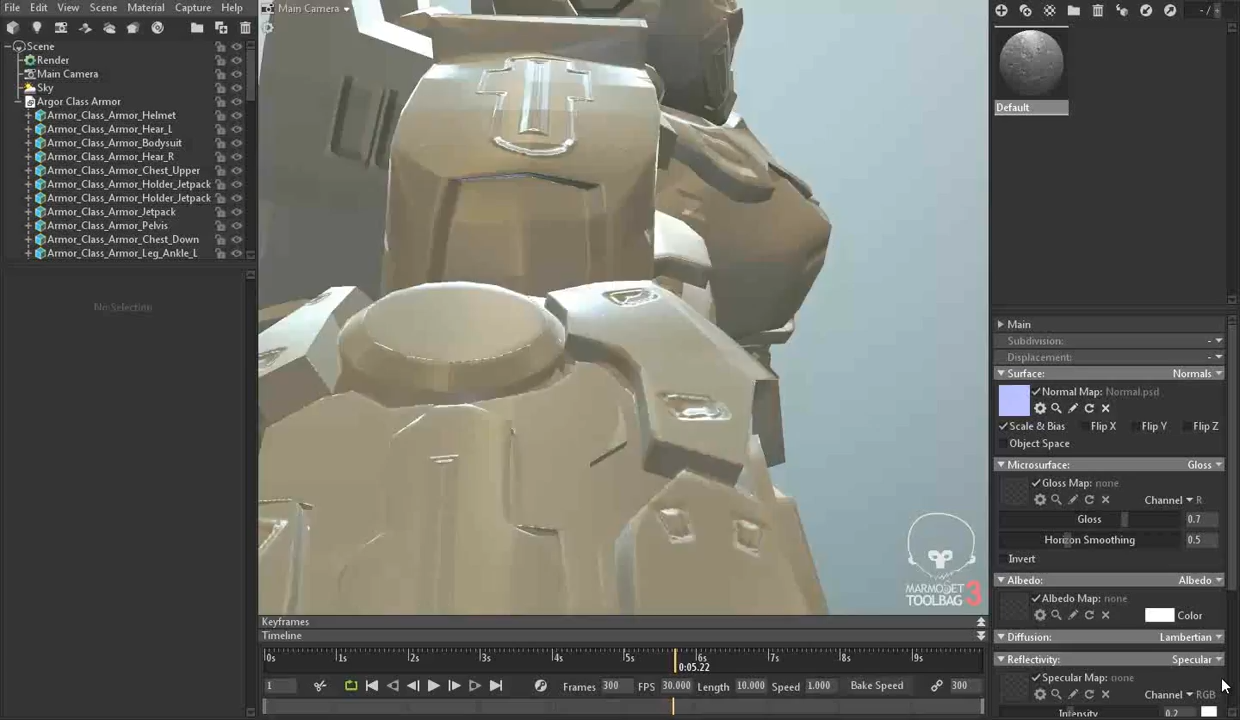 File Edit View Scene Material Capture Help
Main Camera
Scene
Render
Main Camera
Sky
Argor Class Armor
Armor_Class_Armor_Helmet
Armor_Class_Armor_Hear_L
Armor_Class_Armor_Bodysuit
Armor_Class_Armor_Hear_R
Armor_Class_Armor_Chest_Upper
Armor_Class_Armor_Holder_Jetpack
Armor_Class_Armor_Holder_Jetpack
Armor_Class_Armor_Jetpack
Armor_Class_Armor_Pelvis
Armor_Class_Armor_Chest_Down
Armor_Class_Armor_Leg_Ankle_L
No Selection
MARMOSET
TOOLBAG 3
Keyframes
Timeline
0s 1s 2s 3s 4s 5s 6s 7s 8s 9s
0:05.22
1 Frames 300 FPS 30.000 Length 10.000 Speed 1.000 Bake Speed 300
Default
Main
Subdivision: -
Displacement: -
Surface: Normals
Normal Map: Normal.psd
Scale & Bias Flip X Flip Y Flip Z
Object Space
Microsurface: Gloss
Gloss Map: none
Channel R
Gloss 0.7
Horizon Smoothing 0.5
Invert
Albedo: Albedo
Albedo Map: none
Color
Diffusion: Lambertian
Reflectivity: Specular
Specular Map: none
Channel RGB
Intensity 0.2